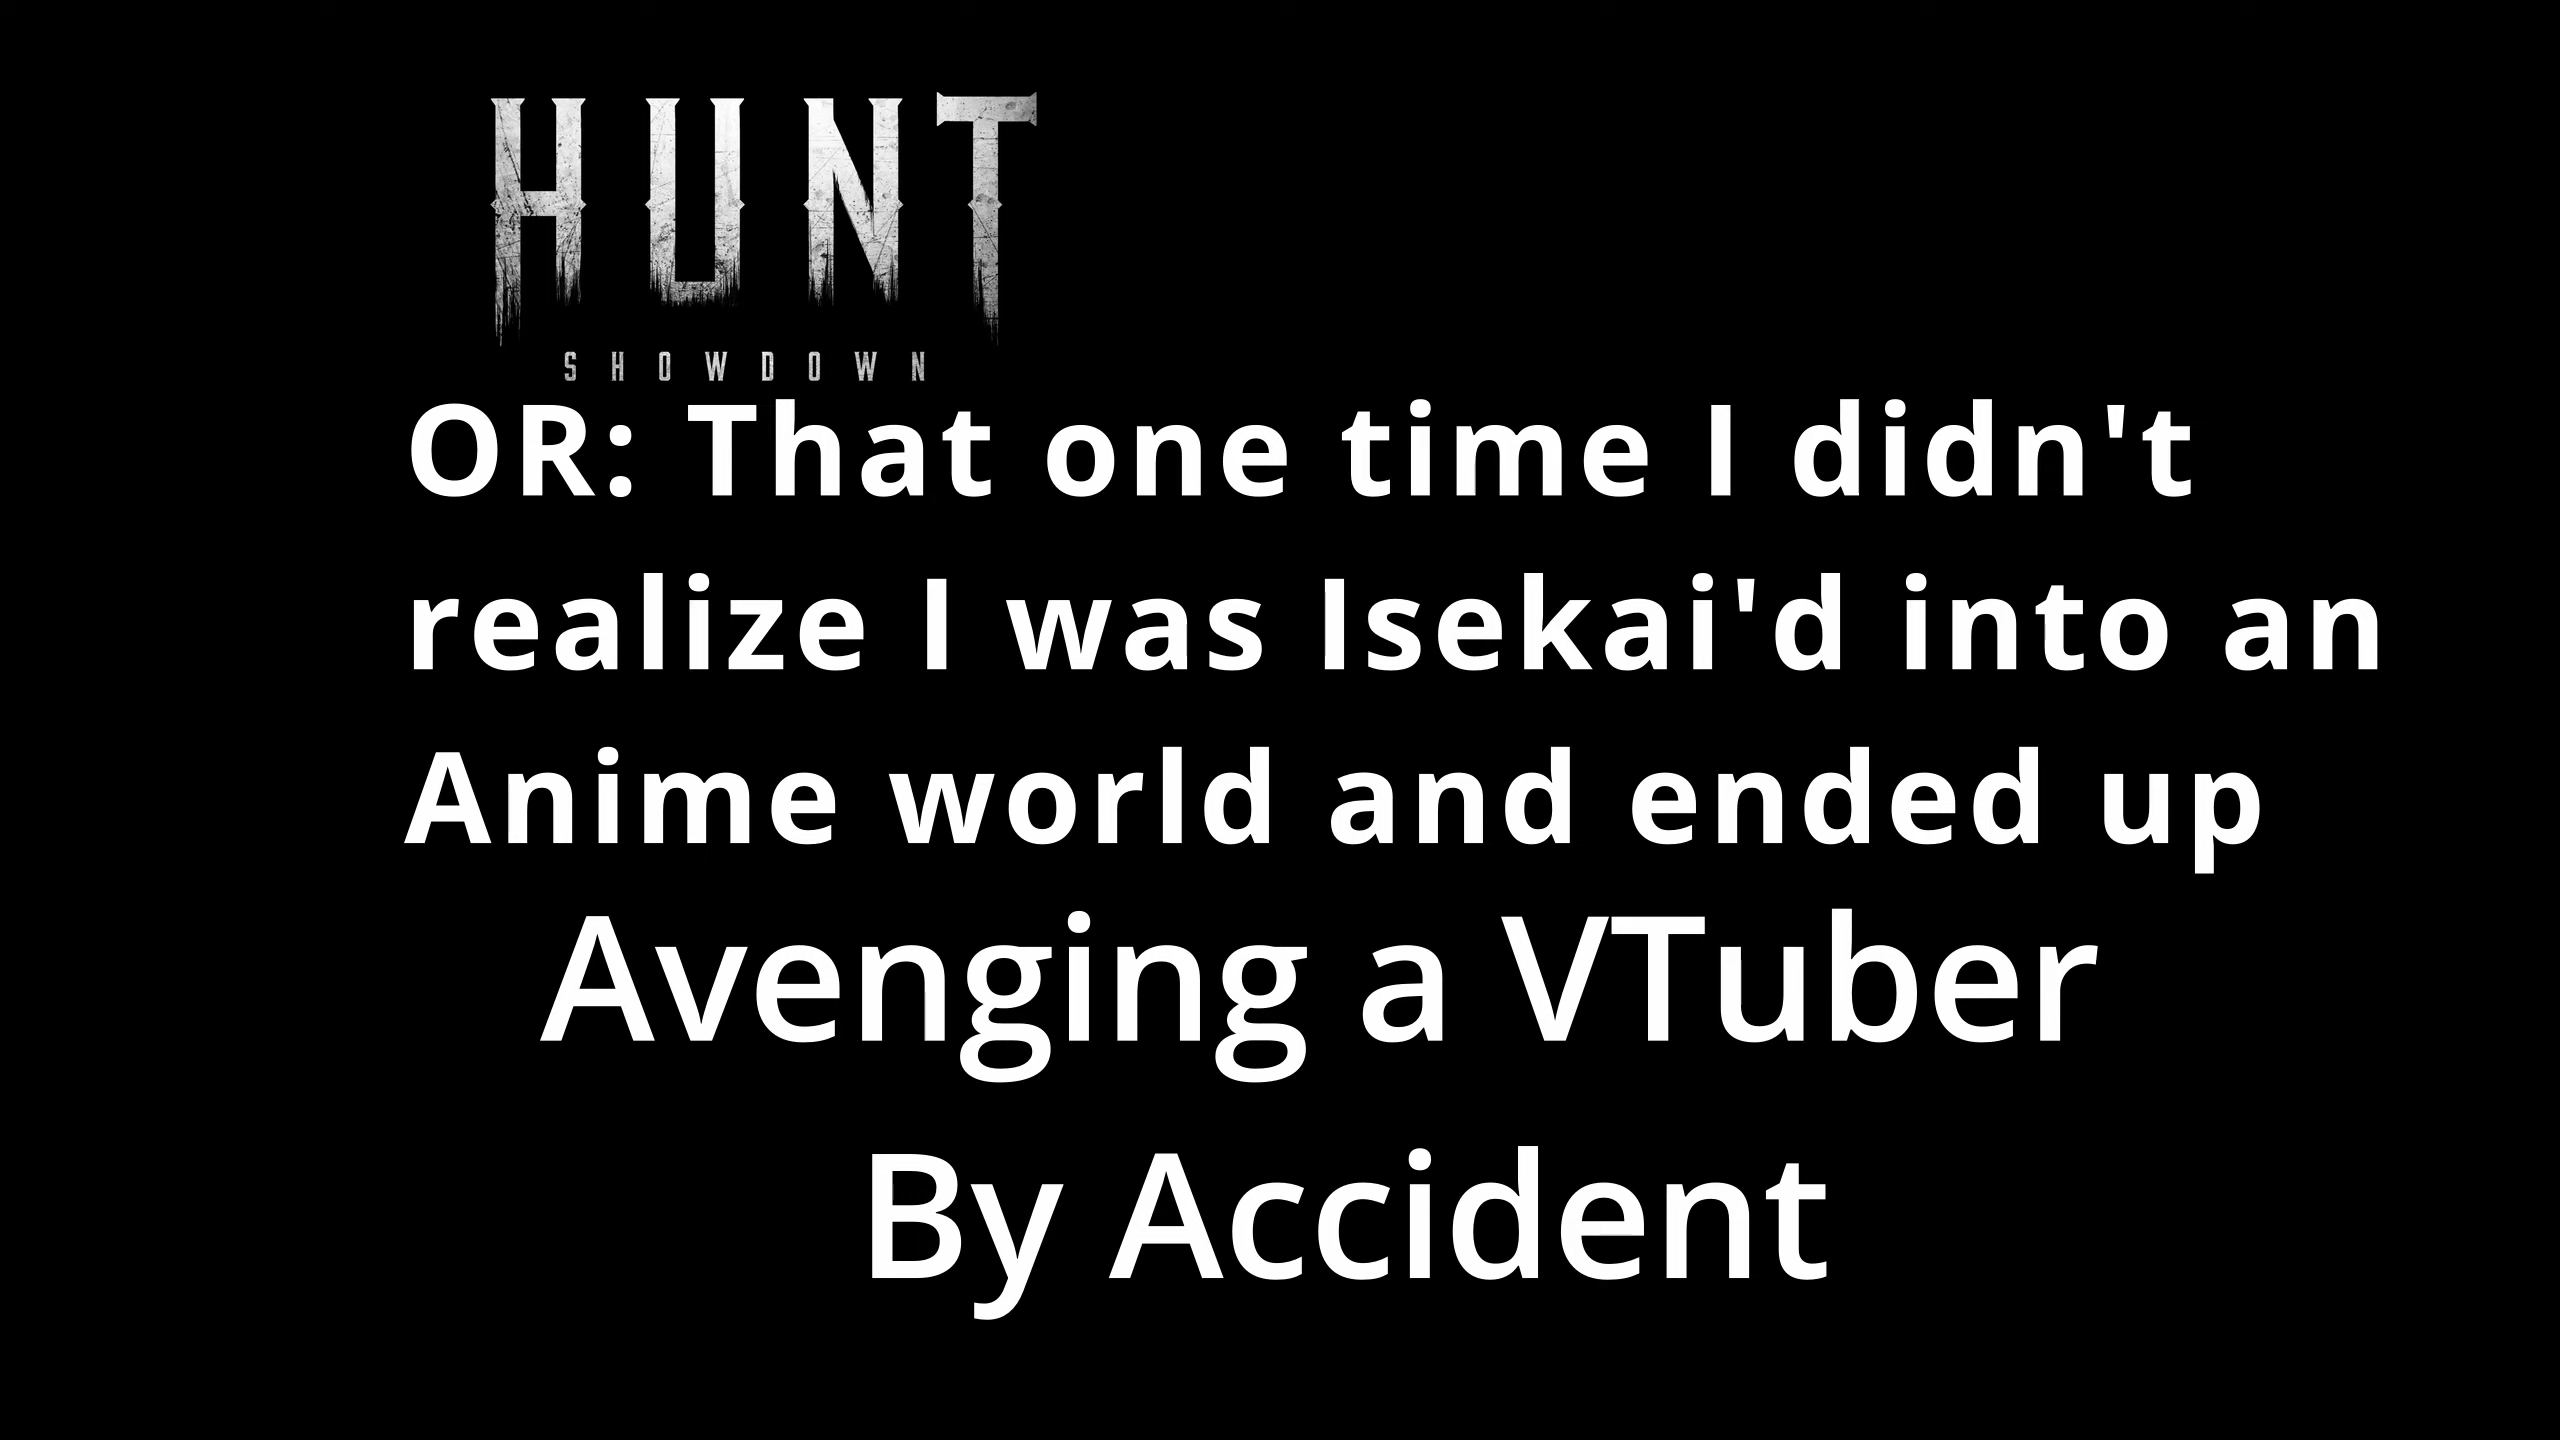 HUNT
SHOWDOWN
OR: That one time I didn't
realize I was Isekai'd into an
Anime world and ended up
Avenging a VTuber
By Accident